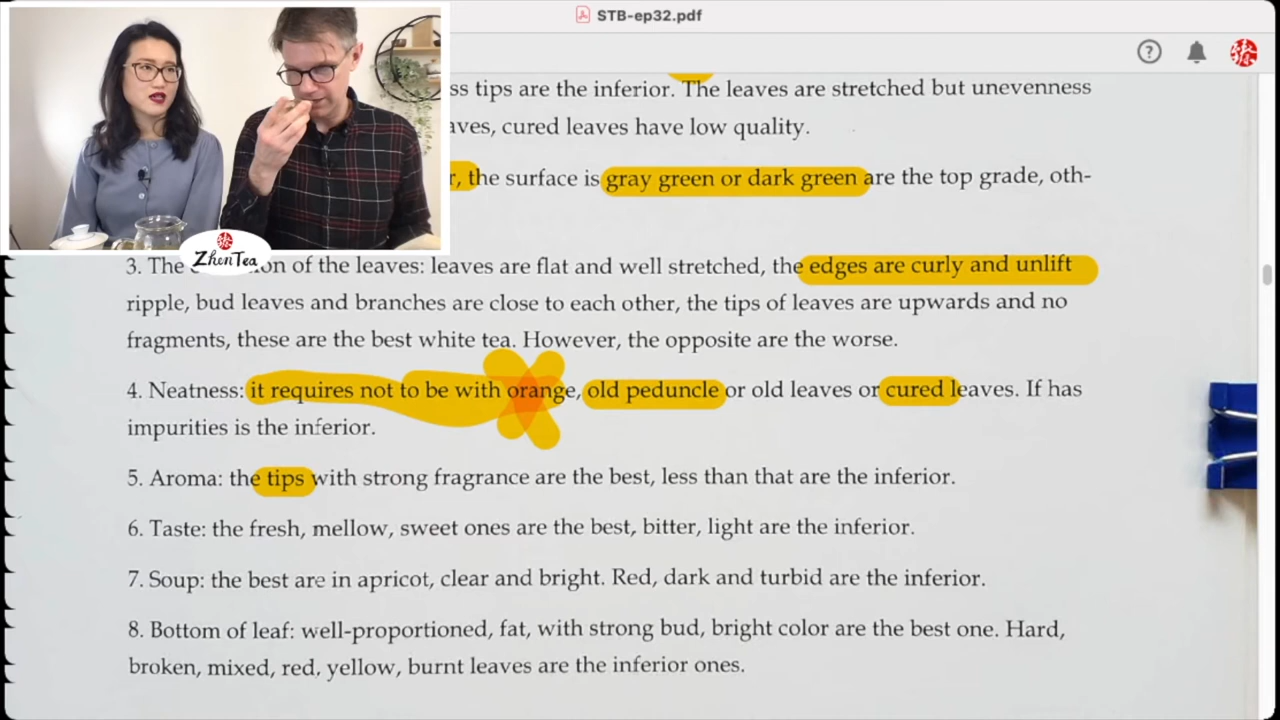 STB-ep32.pdf
ss tips are the inferior. The leaves are stretched but unevenness
aves, cured leaves have low quality.
r, the surface is gray green or dark green are the top grade, oth-
3. The on of the leaves: leaves are flat and well stretched, the edges are curly and unlift
ripple, bud leaves and branches are close to each other, the tips of leaves are upwards and no
fragments, these are the best white tea. However, the opposite are the worse.
4. Neatness: it requires not to be with orange, old peduncle or old leaves or cured leaves. If has
impurities is the inferior.
5. Aroma: the tips with strong fragrance are the best, less than that are the inferior.
6. Taste: the fresh, mellow, sweet ones are the best, bitter, light are the inferior.
7. Soup: the best are in apricot, clear and bright. Red, dark and turbid are the inferior.
8. Bottom of leaf: well-proportioned, fat, with strong bud, bright color are the best one. Hard,
broken, mixed, red, yellow, burnt leaves are the inferior ones.
ZhenTea